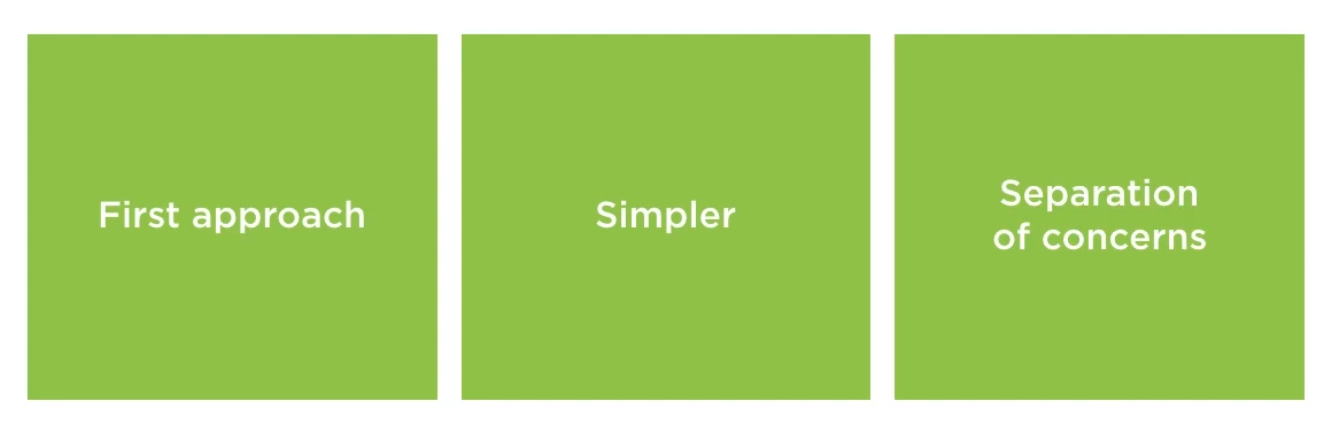 First approach
Simpler
Separation
of concerns